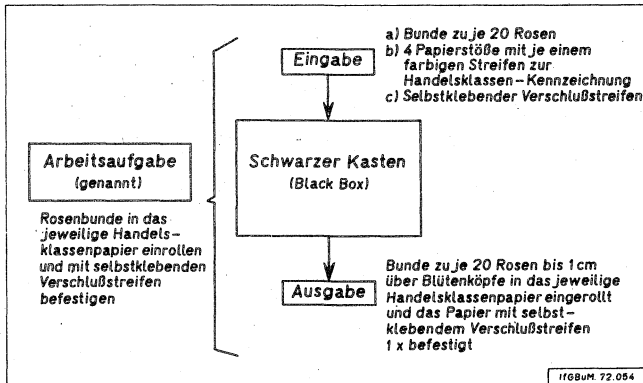 Arbeitsaufgabe
(genannt)
Rosenbunde in das
jeweilige Handels-
klassenpapier einrollen
und mit selbstklebenden
Verschlußstreifen
befestigen
Eingabe
a) Bunde zu je 20 Rosen
b) 4 Papierstöße mit je einem
farbigen Streifen zur
Handelsklassen-Kennzeichnung
c) Selbstklebender Verschlußstreifen
Schwarzer Kasten
(Black Box)
Ausgabe
Bunde zu je 20 Rosen bis 1cm
über Blütenköpfe in das jeweilige
Handelsklassenpapier eingerollt
und das Papier mit selbst-
klebendem Verschlußstreifen
1 x befestigt
IfGBuM. 72.054